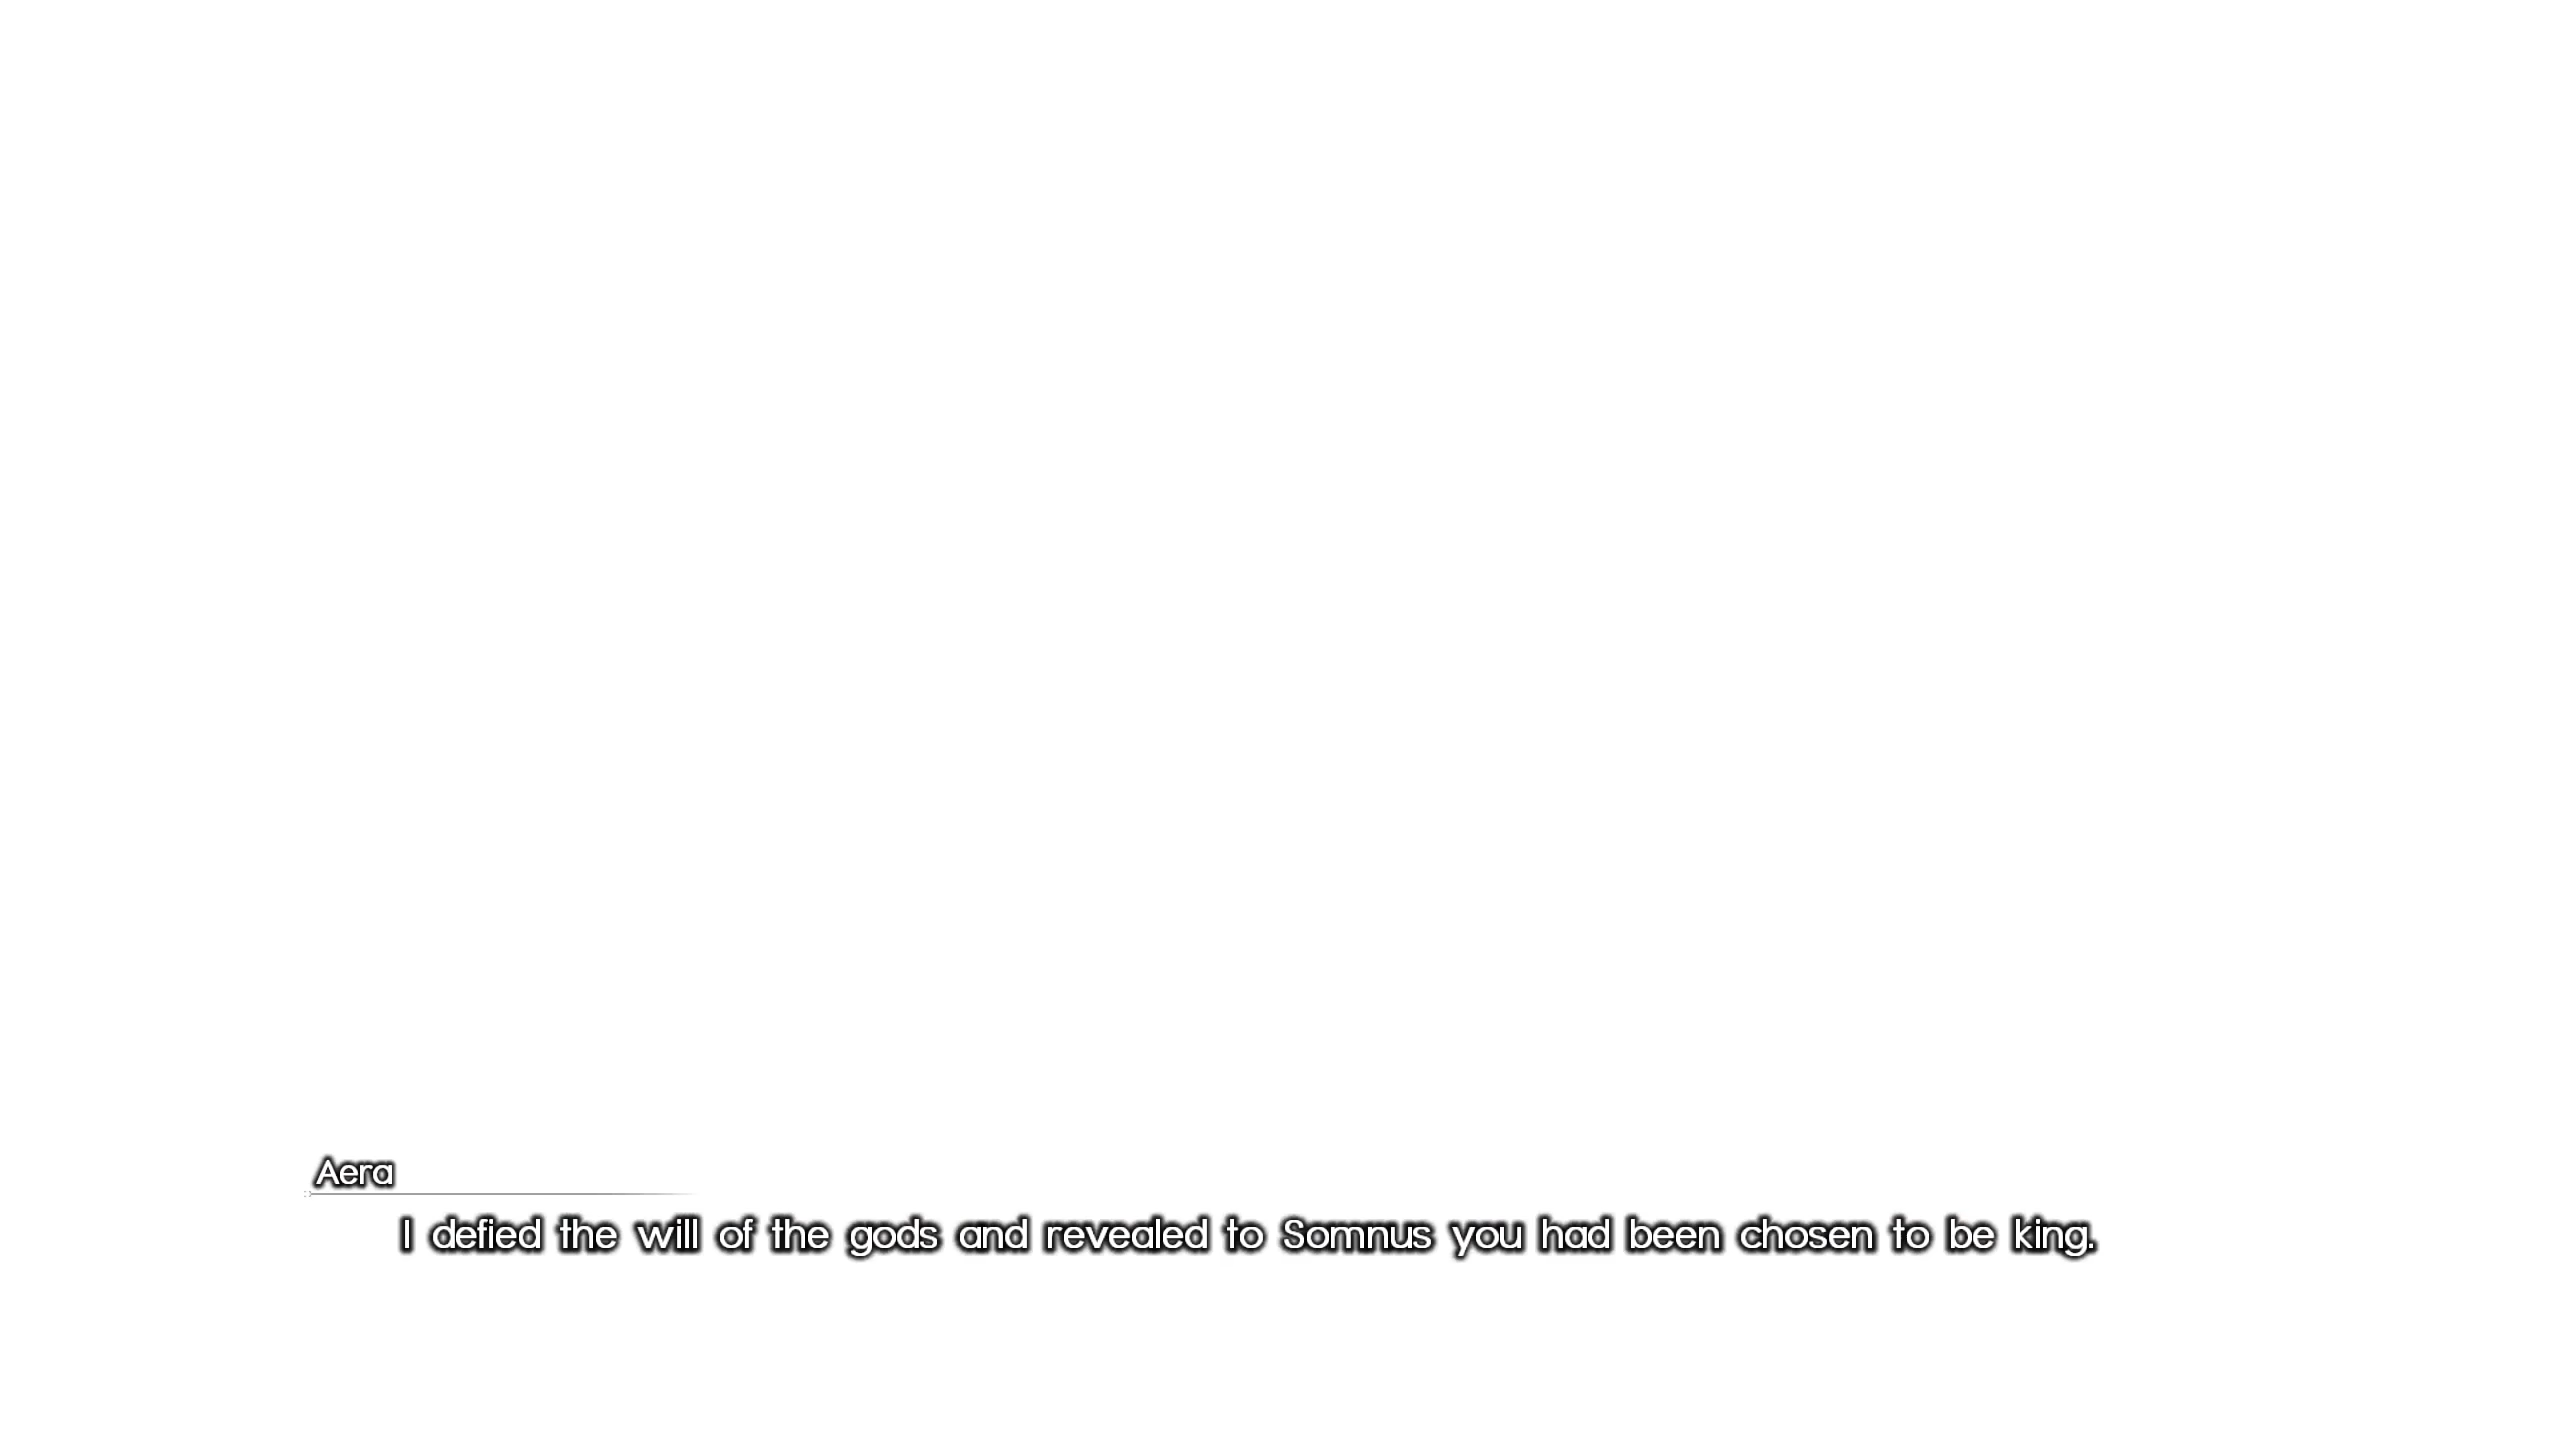 Aera
I defied the will of the gods and revealed to Somnus you had been chosen to be king.